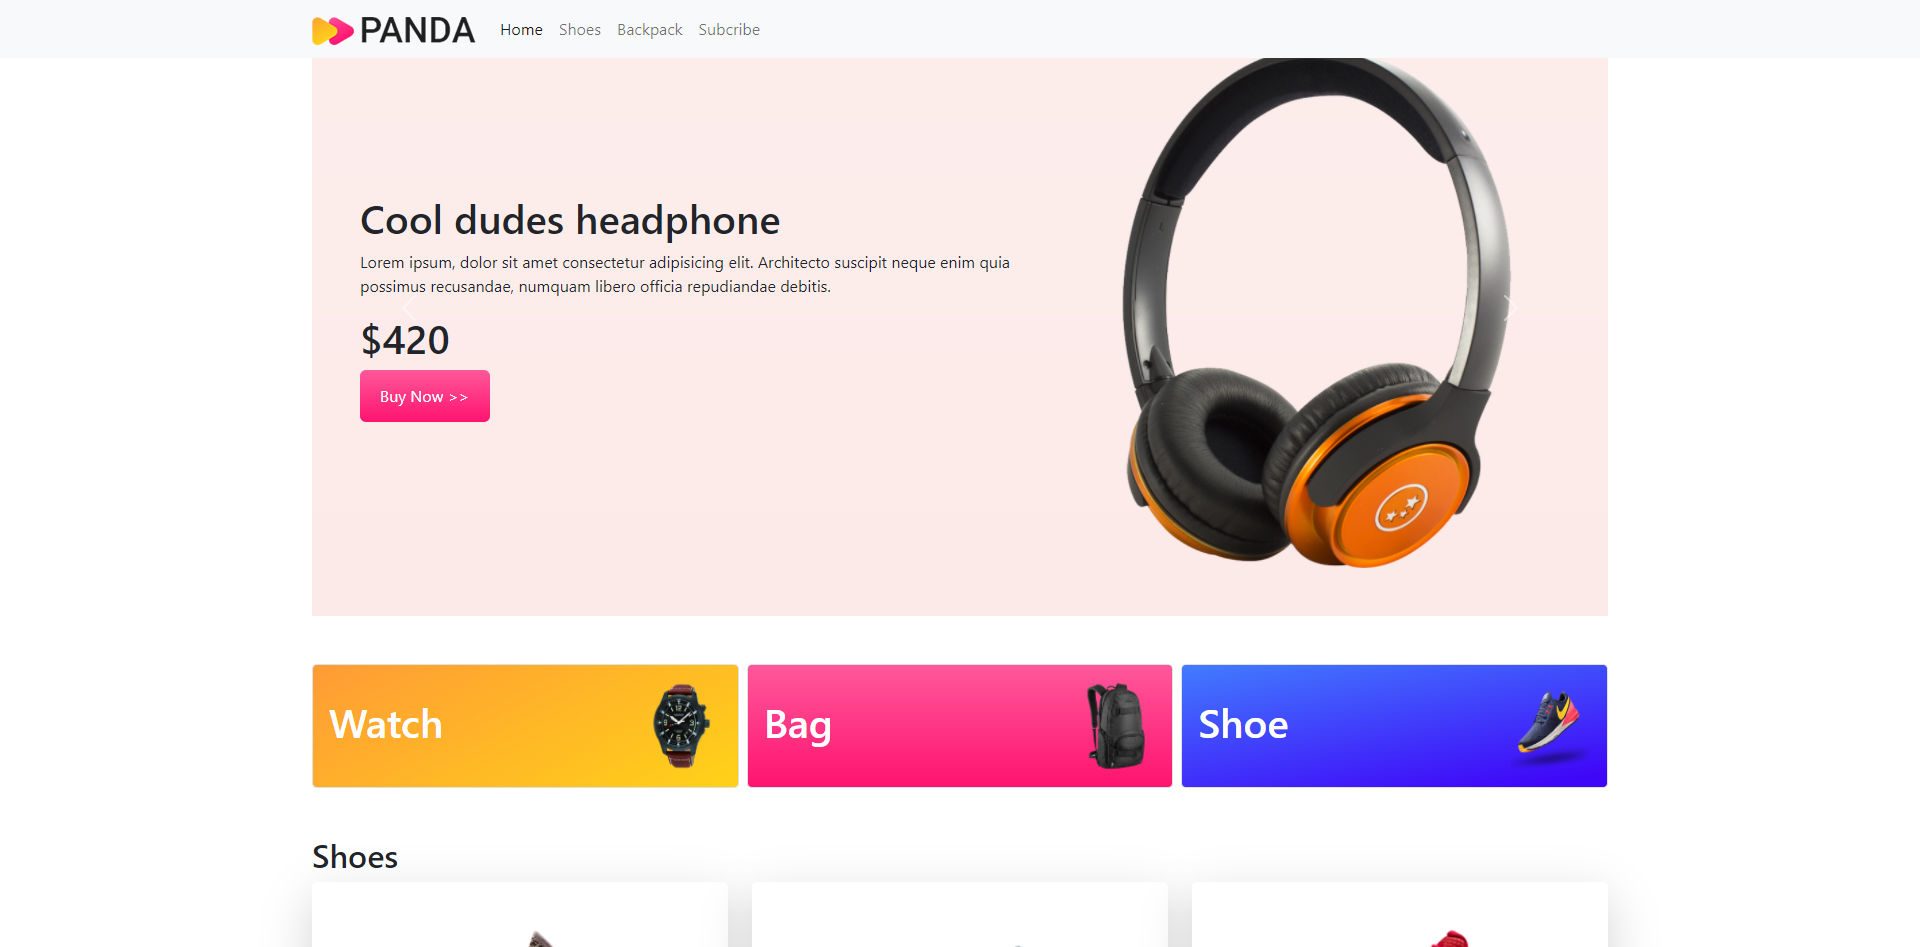 PANDA
Home Shoes Backpack Subcribe
Cool dudes headphone
Lorem ipsum, dolor sit amet consectetur adipisicing elit. Architecto suscipit neque enim quia
possimus recusandae, numquam libero officia repudiandae debitis.
$420
Buy Now >>
L
Watch
Bag
Shoe
Shoes